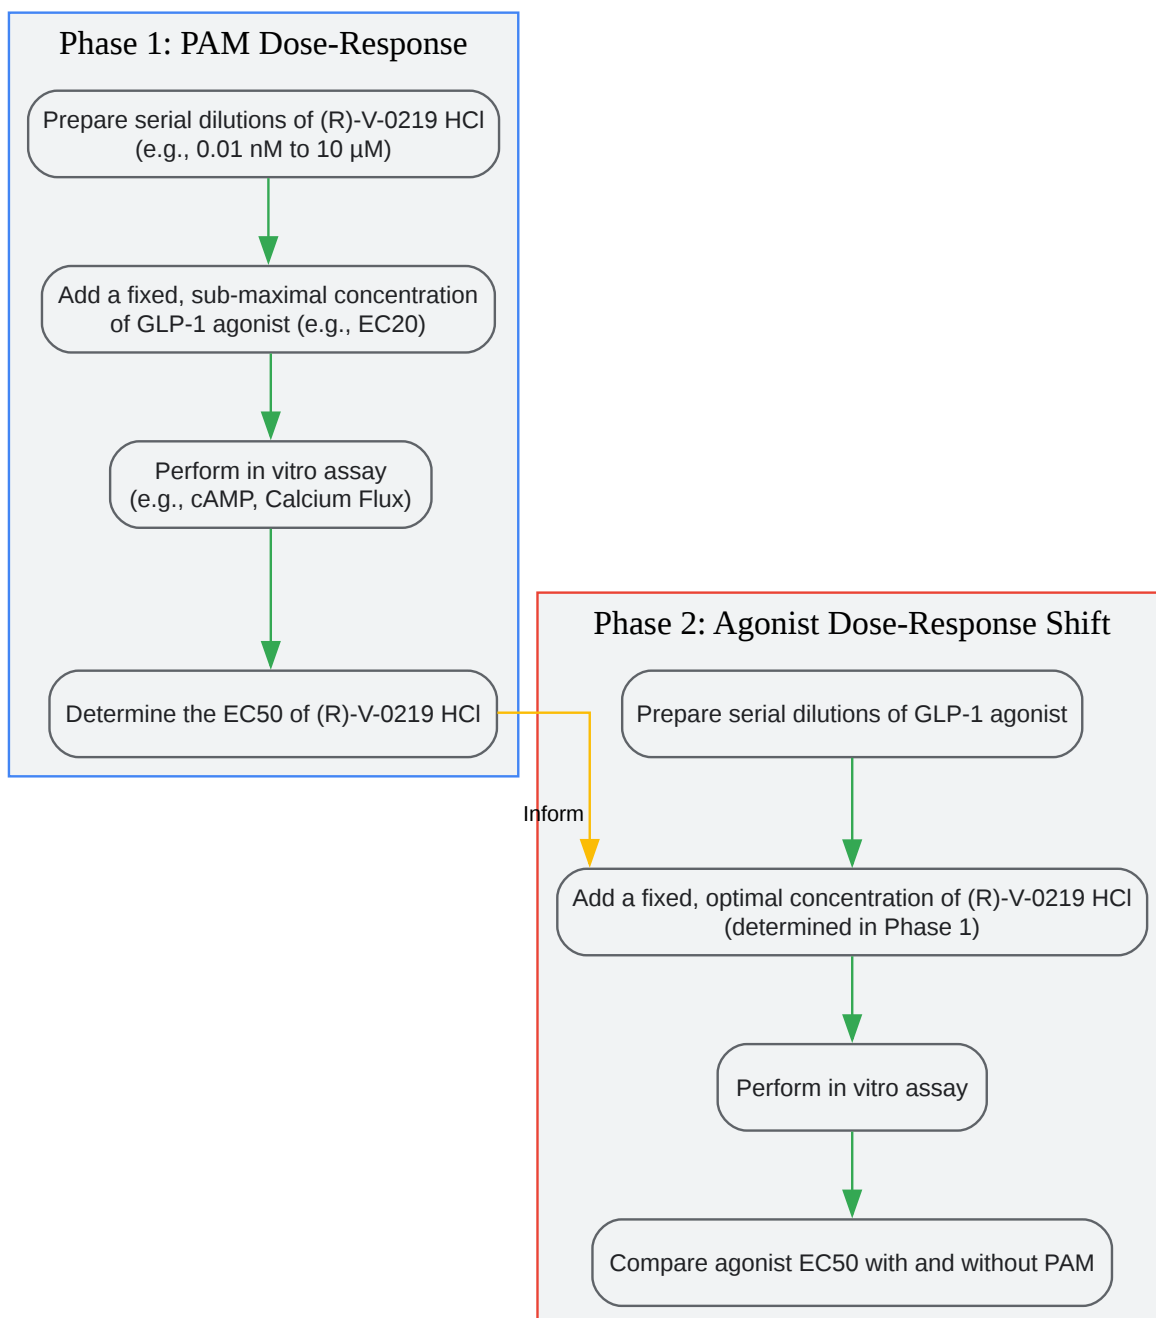 Phase 1: PAM Dose-Response
Prepare serial dilutions of (R)-V-0219 HCl
(e.g., 0.01 nM to 10 µM)
Add a fixed, sub-maximal concentration
of GLP-1 agonist (e.g., EC20)
Perform in vitro assay
(e.g., cAMP, Calcium Flux)
Determine the EC50 of (R)-V-0219 HCl
Inform
Phase 2: Agonist Dose-Response Shift
Prepare serial dilutions of GLP-1 agonist
Add a fixed, optimal concentration of (R)-V-0219 HCl
(determined in Phase 1)
Perform in vitro assay
Compare agonist EC50 with and without PAM